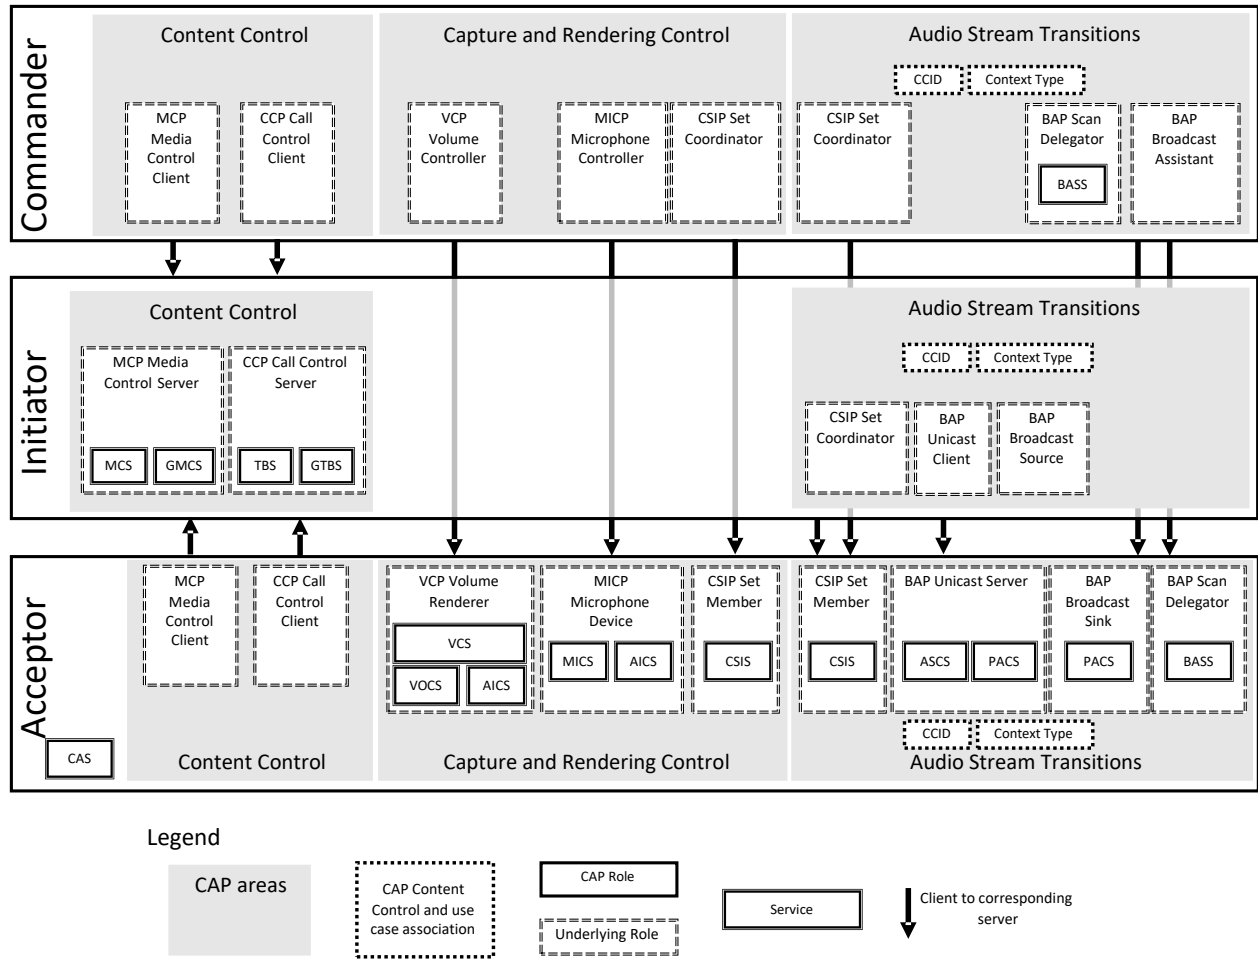 Commander
Content Control
MCP
Media
Control
Client
CCP Call
Control
Client
Capture and Rendering Control
VCP
Volume
Controller
MICP
Microphone
Controller
CSIP Set
Coordinator
Audio Stream Transitions
CCID
Context Type
CSIP Set
Coordinator
BAP Scan
Delegator
BASS
BAP
Broadcast
Assistant
Initiator
Content Control
MCP Media
Control Server
MCS
GMCS
CCP Call Control
Server
TBS
GTBS
Audio Stream Transitions
CCID
Context Type
CSIP Set
Coordinator
BAP
Unicast
Client
BAP
Broadcast
Source
Acceptor
CAS
MCP
Media
Control
Client
CCP Call
Control
Client
Content Control
VCP Volume
Renderer
VCS
VOCS
AICS
MICP
Microphone
Device
MICS
AICS
CSIP Set
Member
CSIS
Capture and Rendering Control
CSIP Set
Member
CSIS
BAP Unicast Server
ASCS
PACS
BAP
Broadcast
Sink
PACS
BAP Scan
Delegator
BASS
CCID
Context Type
Audio Stream Transitions
Legend
CAP areas
CAP Content
Control and use
case association
CAP Role
Underlying Role
Service
Client to corresponding
server